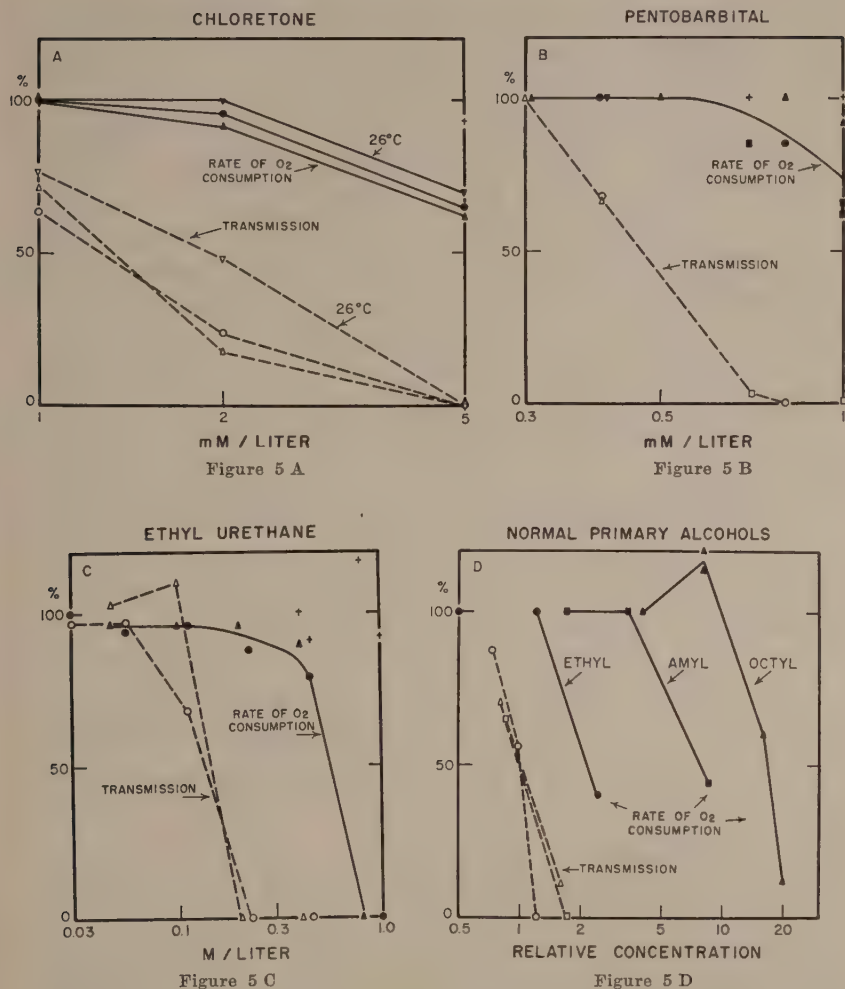 CHLORETONE
A
%
100
50
0
26°C
RATE OF O2
CONSUMPTION
TRANSMISSION
26°C
1
2
5
mM / LITER
Figure 5 A
PENTOBARBITAL
B
%
100
50
0
RATE OF O2
CONSUMPTION
TRANSMISSION
0.3
0.5
1
mM / LITER
Figure 5 B
ETHYL URETHANE
C
%
100
50
0
RATE OF O2
CONSUMPTION
TRANSMISSION
0.03
0.1
0.3
1.0
M / LITER
Figure 5 C
NORMAL PRIMARY ALCOHOLS
D
%
100
50
0
ETHYL
AMYL
OCTYL
RATE OF O2
CONSUMPTION
TRANSMISSION
0.5
1
2
5
10
20
RELATIVE CONCENTRATION
Figure 5 D